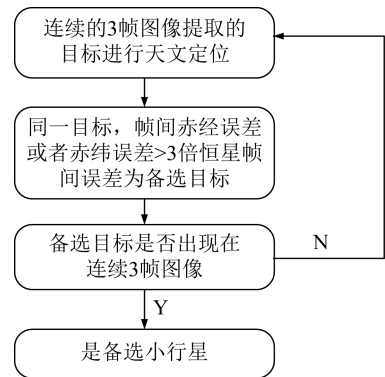 连续的3帧图像提取的
目标进行天文定位
同一目标，帧间赤经误差
或者赤纬误差>3倍恒星帧
间误差为备选目标
备选目标是否出现在
连续3帧图像
N
Y
是备选小行星